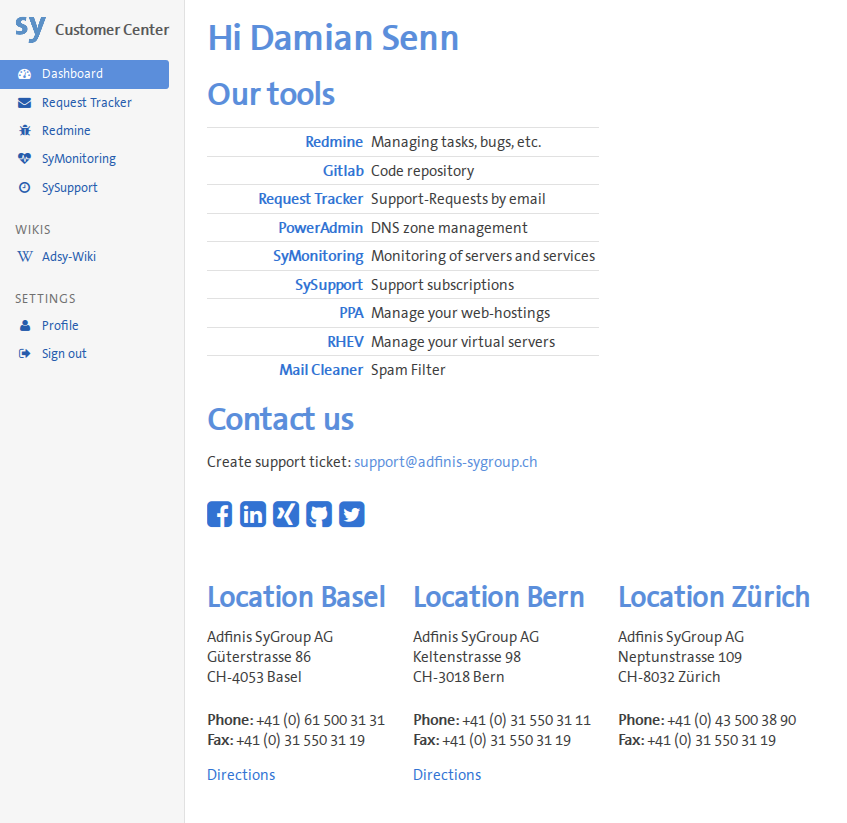 sy Customer Center
Dashboard
Request Tracker
Redmine
SyMonitoring
SySupport
WIKIS
Adsy-Wiki
SETTINGS
Profile
Sign out
Hi Damian Senn
Our tools
Redmine Managing tasks, bugs, etc.
Gitlab Code repository
Request Tracker Support-Requests by email
PowerAdmin DNS zone management
SyMonitoring Monitoring of servers and services
SySupport Support subscriptions
PPA Manage your web-hostings
RHEV Manage your virtual servers
Mail Cleaner Spam Filter
Contact us
Create support ticket: support@adfinis-sygroup.ch
Location Basel
Adfinis SyGroup AG
Güterstrasse 86
CH-4053 Basel
Phone: +41 (0) 61 500 31 31
Fax: +41 (0) 31 550 31 19
Directions
Location Bern
Adfinis SyGroup AG
Keltenstrasse 98
CH-3018 Bern
Phone: +41 (0) 31 550 31 11
Fax: +41 (0) 31 550 31 19
Directions
Location Zürich
Adfinis SyGroup AG
Neptunstrasse 109
CH-8032 Zürich
Phone: +41 (0) 43 500 38 90
Fax: +41 (0) 31 550 31 19